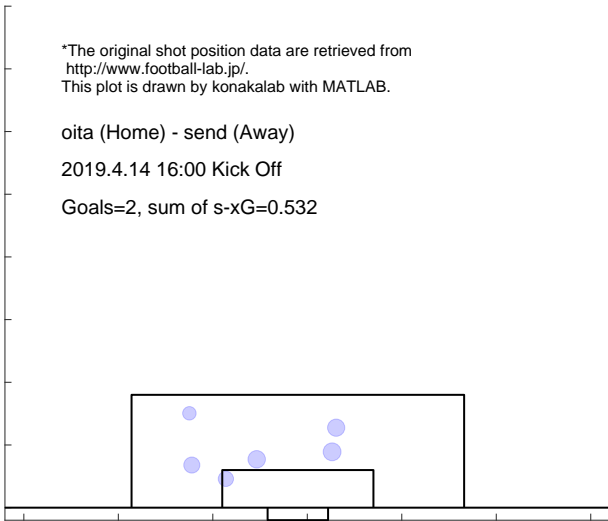 *The original shot position data are retrieved from
http://www.football-lab.jp/.
This plot is drawn by konakalab with MATLAB.
oita (Home) - send (Away)
2019.4.14 16:00 Kick Off
Goals=2, sum of s-xG=0.532